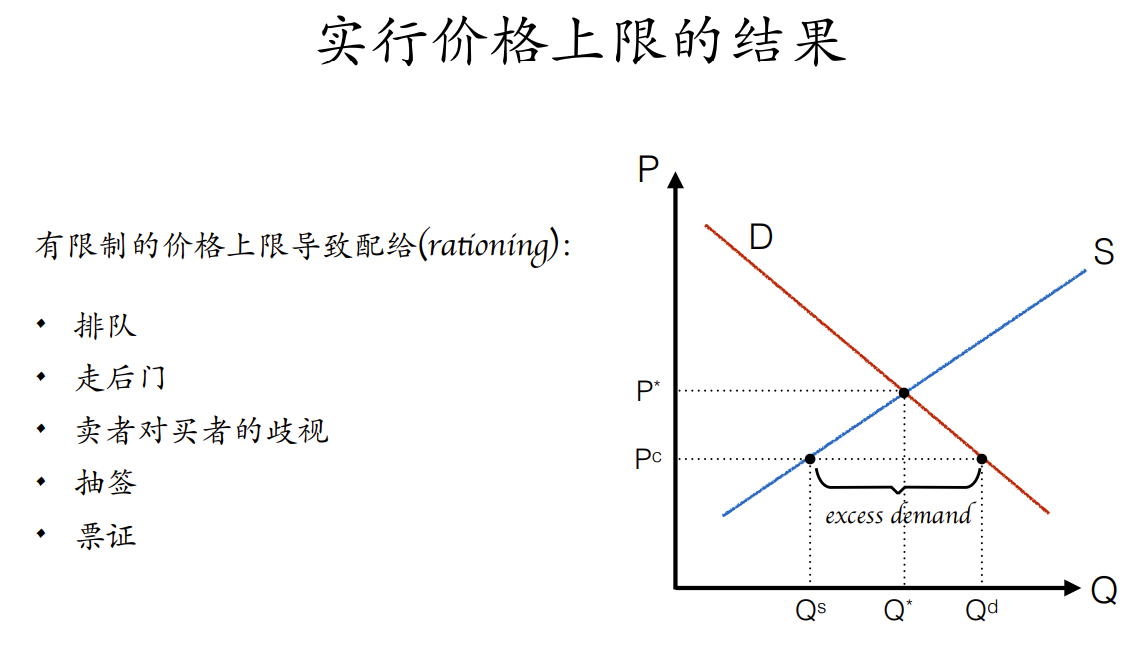 实行价格上限的结果
有限制的价格上限导致配给(rationing):
• 排队
• 走后门
• 卖者对买者的歧视
• 抽签
• 票证
P
D
S
P*
Pᶜ
excess demand
Qˢ Q* Qᵈ
Q